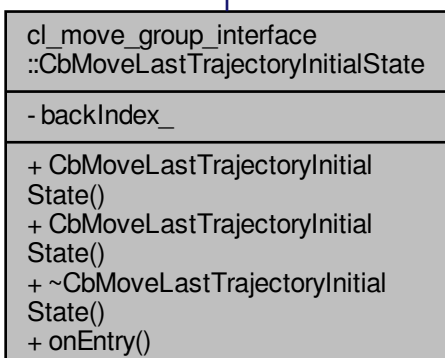 cl_move_group_interface
::CbMoveLastTrajectoryInitialState
- backIndex_
+ CbMoveLastTrajectoryInitial
State()
+ CbMoveLastTrajectoryInitial
State()
+ ~CbMoveLastTrajectoryInitial
State()
+ onEntry()